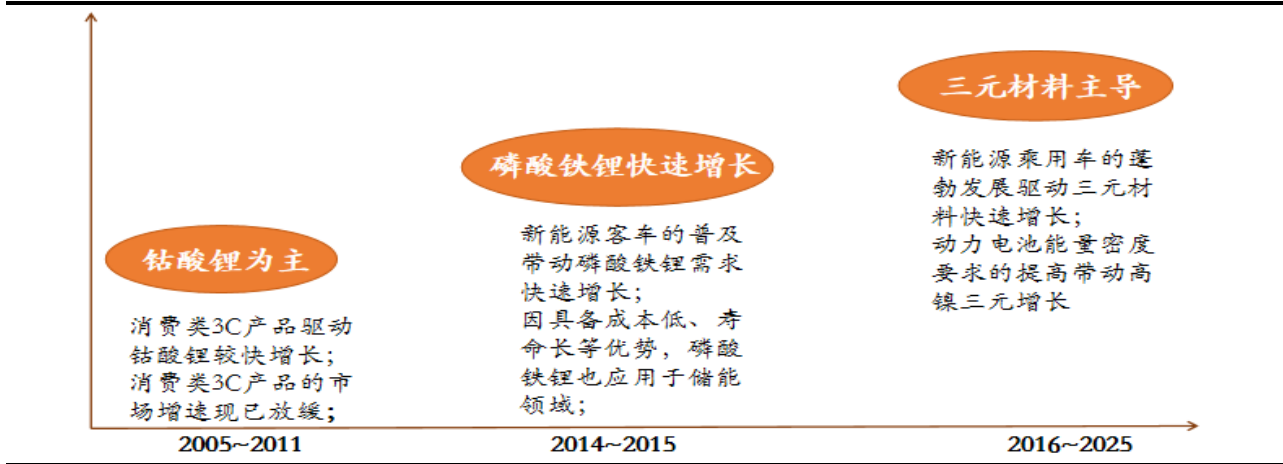 钴酸锂为主
消费类3C产品驱动
钴酸锂较快增长；
消费类3C产品的市
场增速现已放缓；
2005~2011
磷酸铁锂快速增长
新能源客车的普及
带动磷酸铁锂需求
快速增长；
因具备成本低、寿
命长等优势，磷酸
铁锂也应用于储能
领域；
2014~2015
三元材料主导
新能源乘用车的蓬
勃发展驱动三元材
料快速增长；
动力电池能量密度
要求的提高带动高
镍三元增长
2016~2025